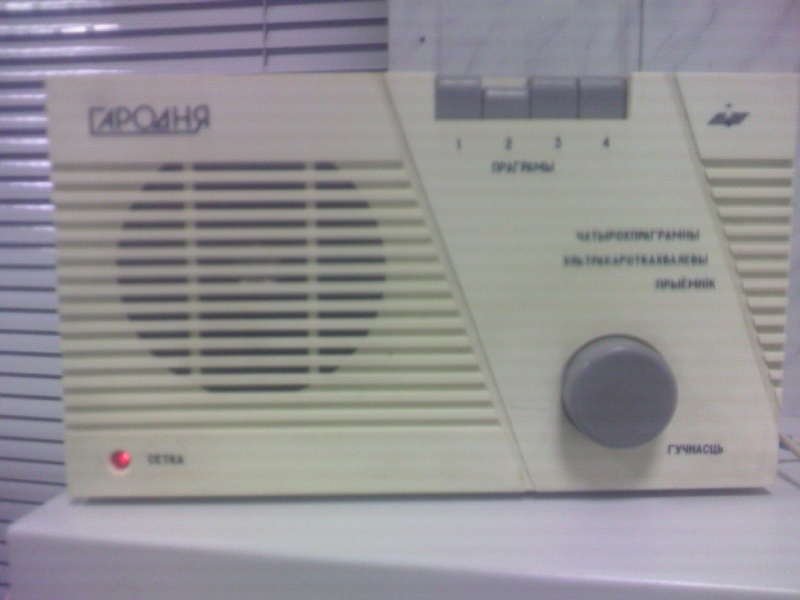 ГАРОДНЯ
1 2 3 4
ПРАГРАМЫ
ЧАТЫРОХПРАГРАМНЫ
УЛЬТРАКАРОТКАХВАЛЕВЫ
ПРЫЁМНІК
ГУЧНАСЦЬ
СЕТКА